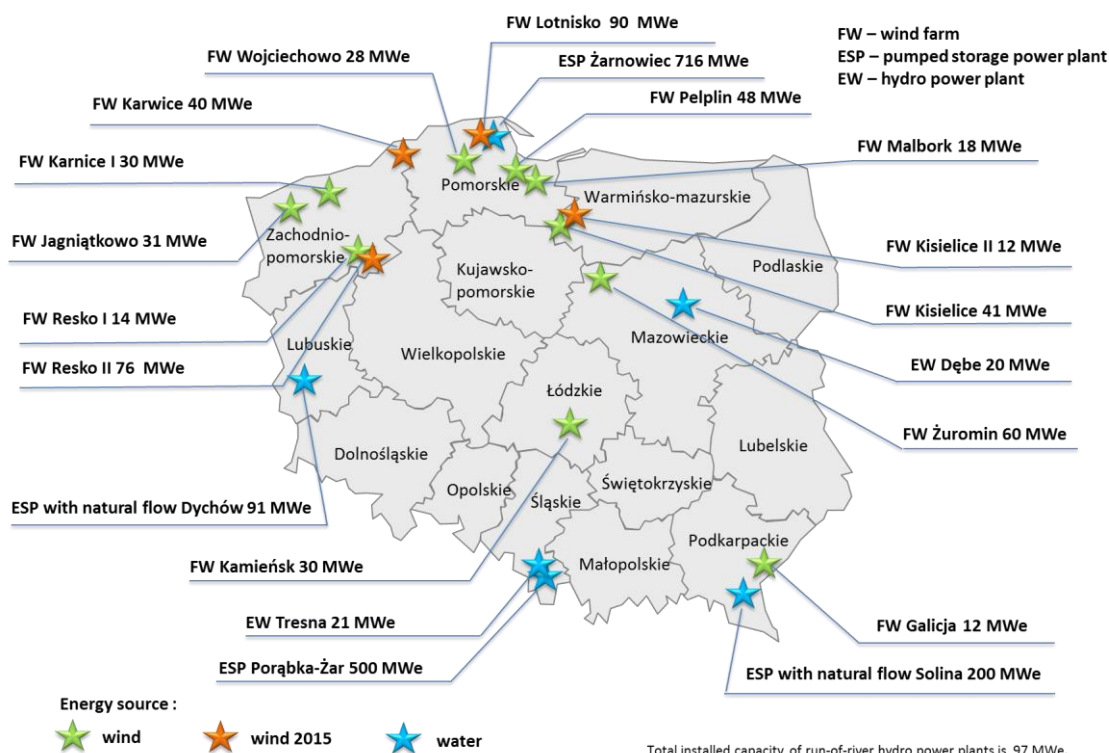 FW Lotnisko 90 MWe
FW – wind farm
ESP – pumped storage power plant
EW – hydro power plant
FW Wojciechowo 28 MWe
ESP Żarnowiec 716 MWe
FW Karwice 40 MWe
FW Pelplin 48 MWe
FW Karnice I 30 MWe
FW Malbork 18 MWe
Pomorskie
Warmińsko-mazurskie
FW Jagniątkowo 31 MWe
Zachodnio-
pomorskie
FW Kisielice II 12 MWe
Kujawsko-
pomorskie
Podlaskie
FW Resko I 14 MWe
FW Kisielice 41 MWe
Lubuskie
Wielkopolskie
Mazowieckie
FW Resko II 76 MWe
EW Dębe 20 MWe
Łódzkie
FW Żuromin 60 MWe
Dolnośląskie
Lubelskie
Opolskie
Śląskie
Świętokrzyskie
ESP with natural flow Dychów 91 MWe
Podkarpackie
FW Kamieńsk 30 MWe
Małopolskie
EW Tresna 21 MWe
FW Galicja 12 MWe
ESP Porąbka-Żar 500 MWe
ESP with natural flow Solina 200 MWe
Energy source :
wind
wind 2015
water
Total installed capacity of run-of-river hydro power plants is 97 MWe.